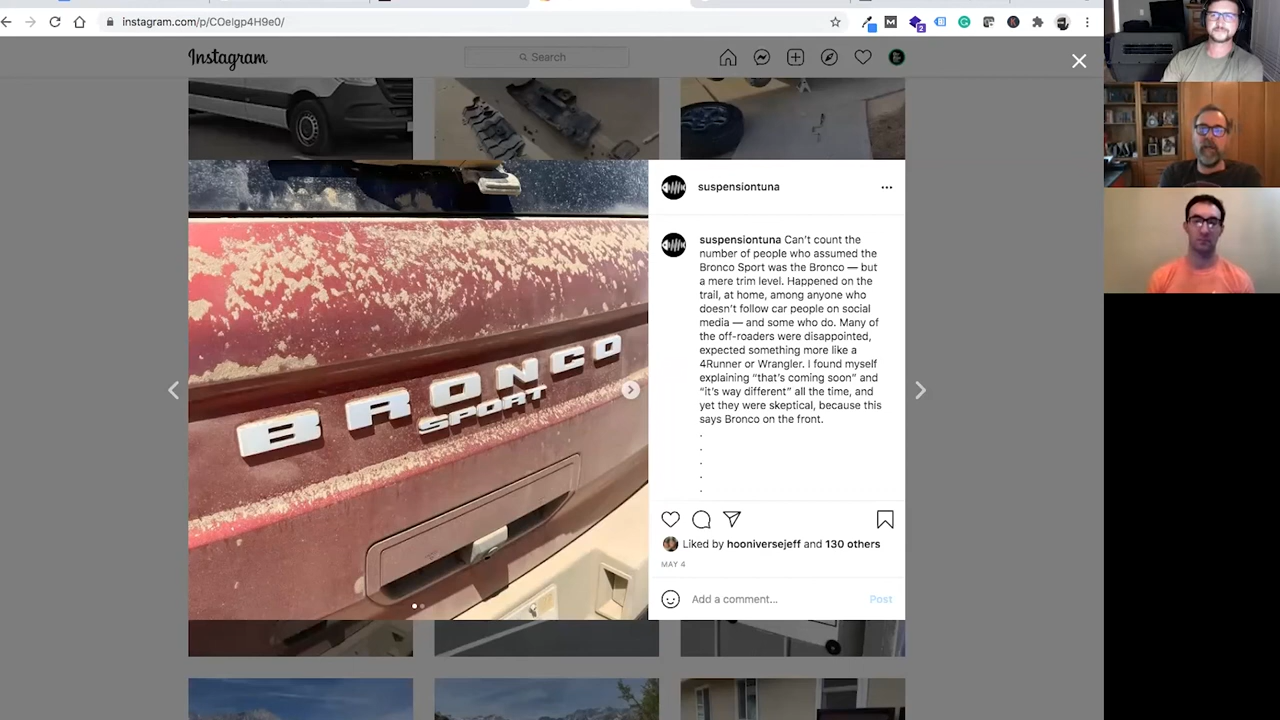 instagram.com/p/COeIgp4H9e0/
Instagram
Search
suspensiontuna
suspensiontuna Can't count the
number of people who assumed the
Bronco Sport was the Bronco — but
a mere trim level. Happened on the
trail, at home, among anyone who
doesn't follow car people on social
media — and some who do. Many of
the off-roaders were disappointed,
expected something more like a
4Runner or Wrangler. I found myself
explaining “that's coming soon” and
“it's way different” all the time, and
yet they were skeptical, because this
says Bronco on the front.
.
.
.
.
.
Liked by hooniversejeff and 130 others
MAY 4
Add a comment... Post
BRONCO
SPORT